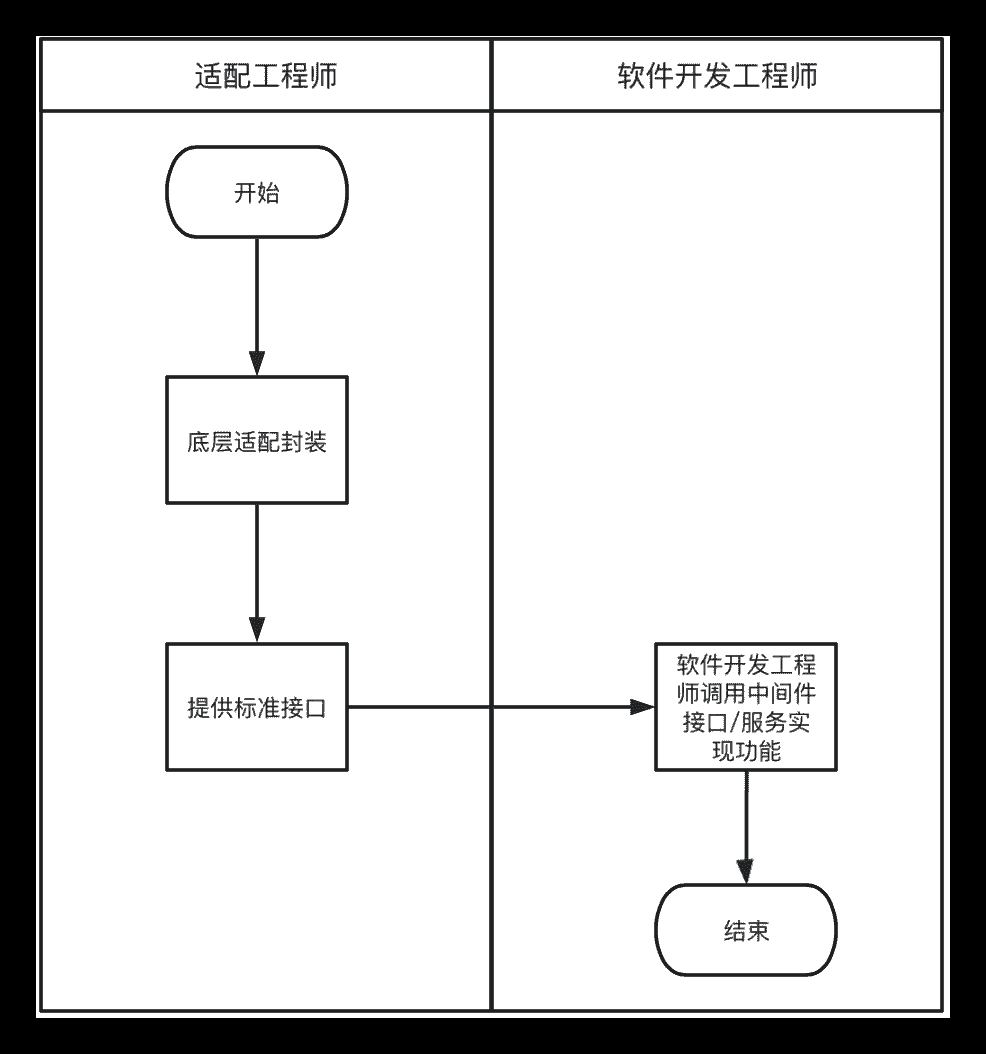 适配工程师
软件开发工程师
开始
底层适配封装
提供标准接口
软件开发工程
师调用中间件
接口/服务实
现功能
结束